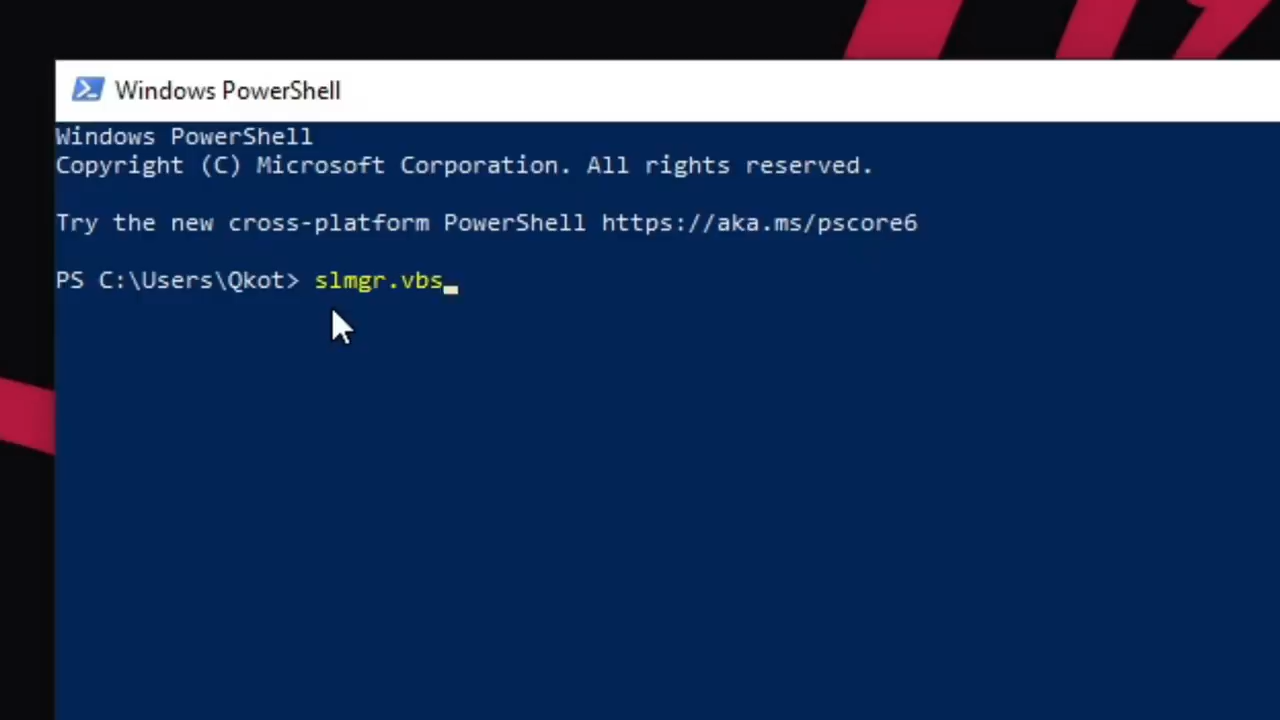 Windows PowerShell
Windows PowerShell
Copyright (C) Microsoft Corporation. All rights reserved.
Try the new cross-platform PowerShell https://aka.ms/pscore6
PS C:\Users\Qkot> slmgr.vbs